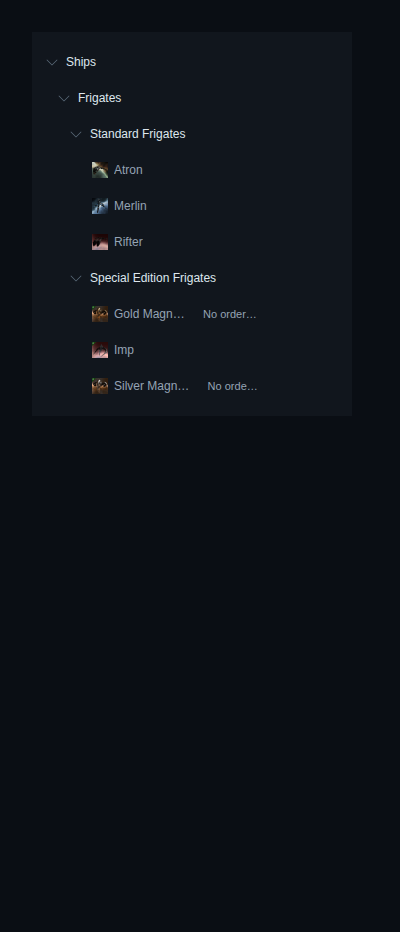 Ships
Frigates
Standard Frigates
Atron
Merlin
Rifter
Special Edition Frigates
Gold Magn… No order…
Imp
Silver Magn… No orde…